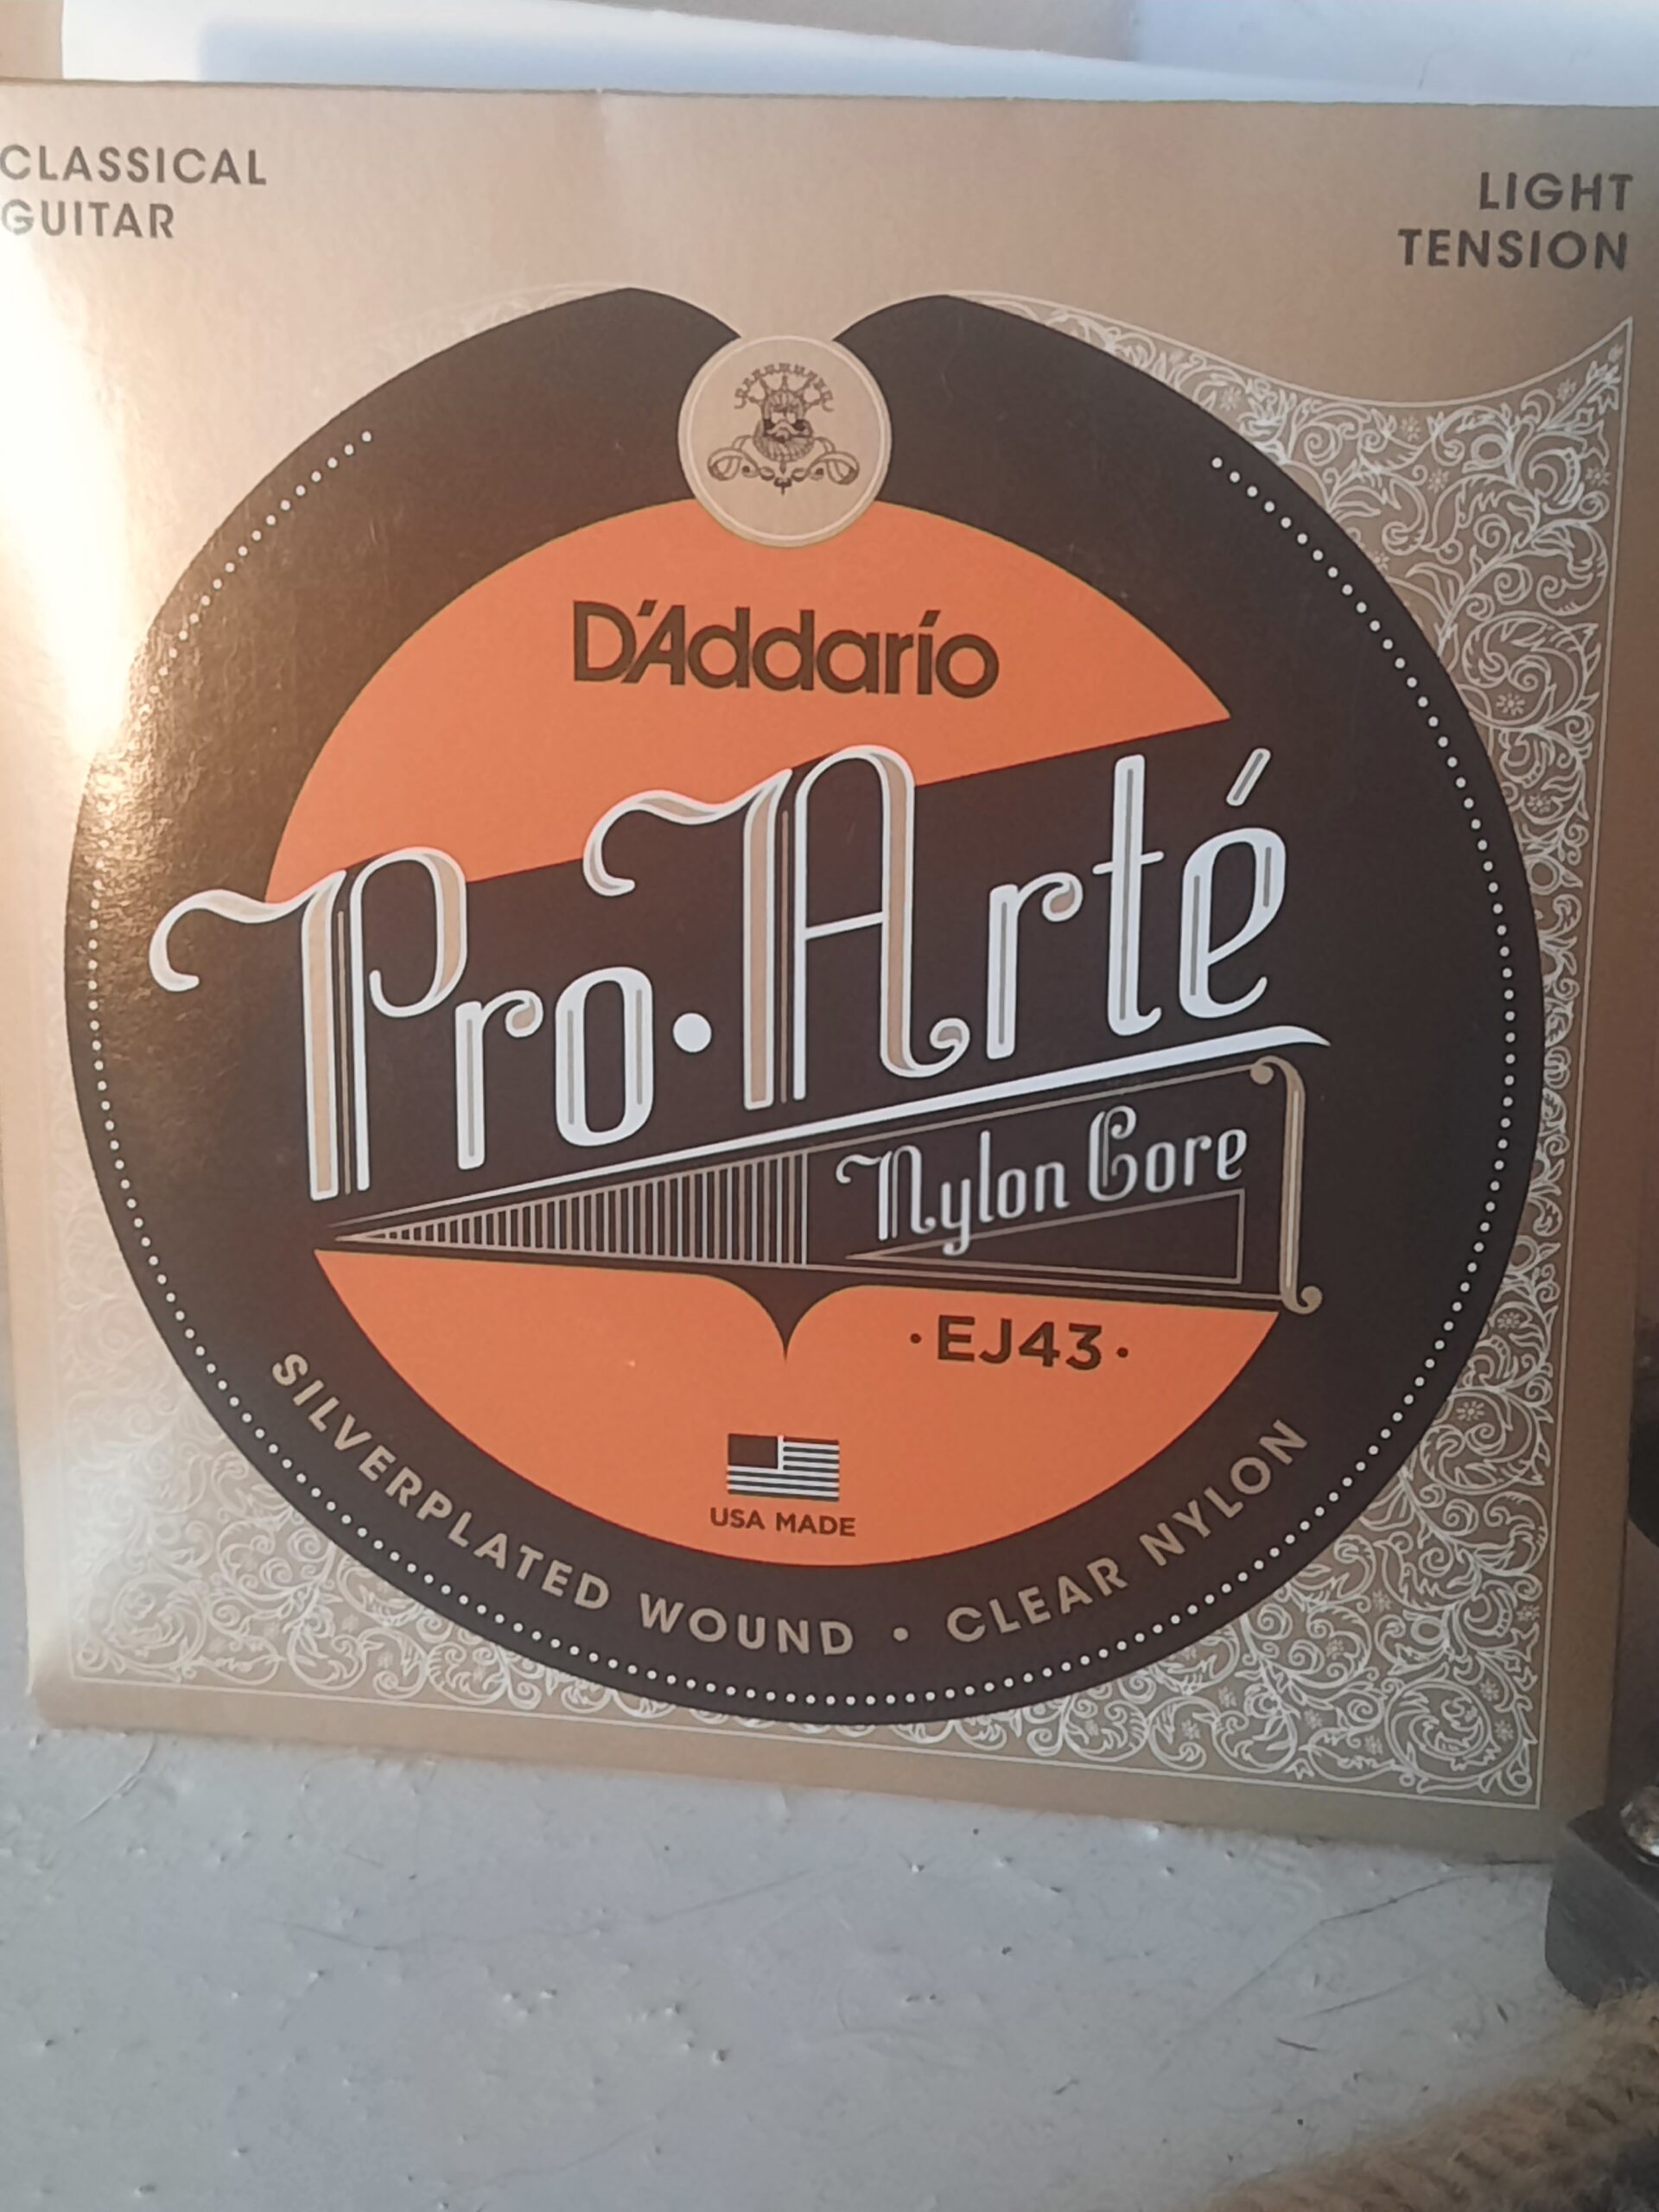 CLASSICAL
GUITAR
LIGHT
TENSION
D'Addarío
Pro·Arté
Nylon Core
·EJ43·
USA MADE
SILVERPLATED WOUND · CLEAR NYLON